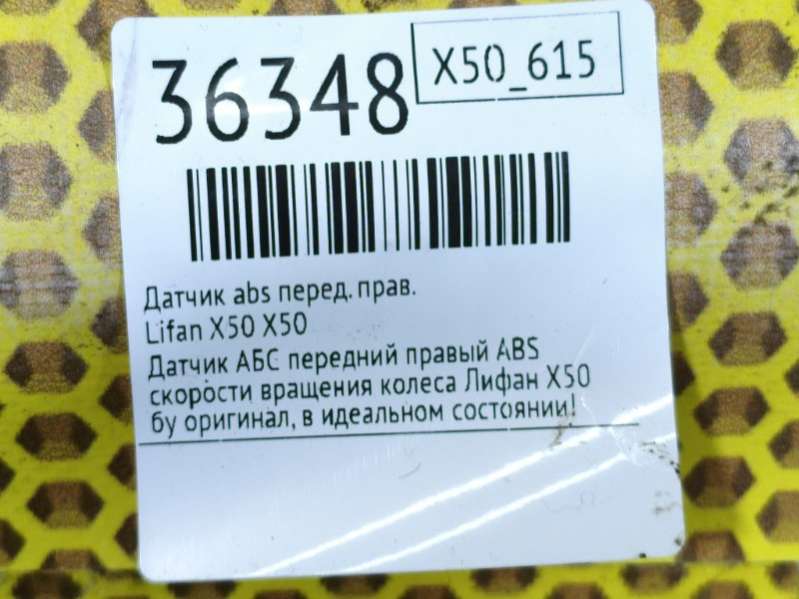 36348
X50_615
Датчик abs перед. прав.
Lifan X50 X50
Датчик АБС передний правый ABS
скорости вращения колеса Лифан X50
бу оригинал, в идеальном состоянии!